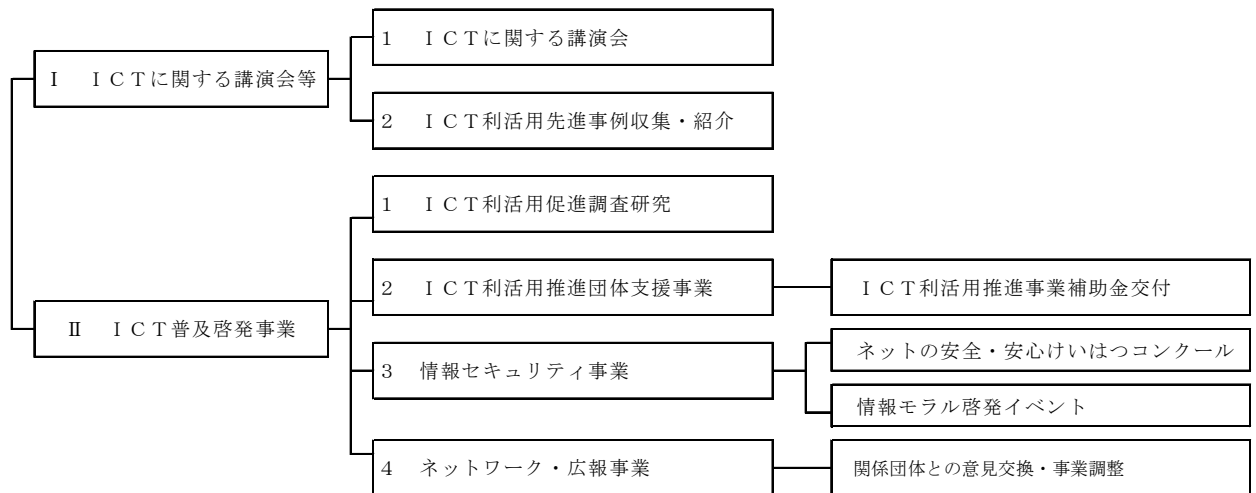 Ⅰ　ＩＣＴに関する講演会等
１　ＩＣＴに関する講演会
２　ＩＣＴ利活用先進事例収集・紹介
Ⅱ　ＩＣＴ普及啓発事業
１　ＩＣＴ利活用促進調査研究
２　ＩＣＴ利活用推進団体支援事業
ＩＣＴ利活用推進事業補助金交付
３　情報セキュリティ事業
ネットの安全・安心けいはつコンクール
情報モラル啓発イベント
４　ネットワーク・広報事業
関係団体との意見交換・事業調整